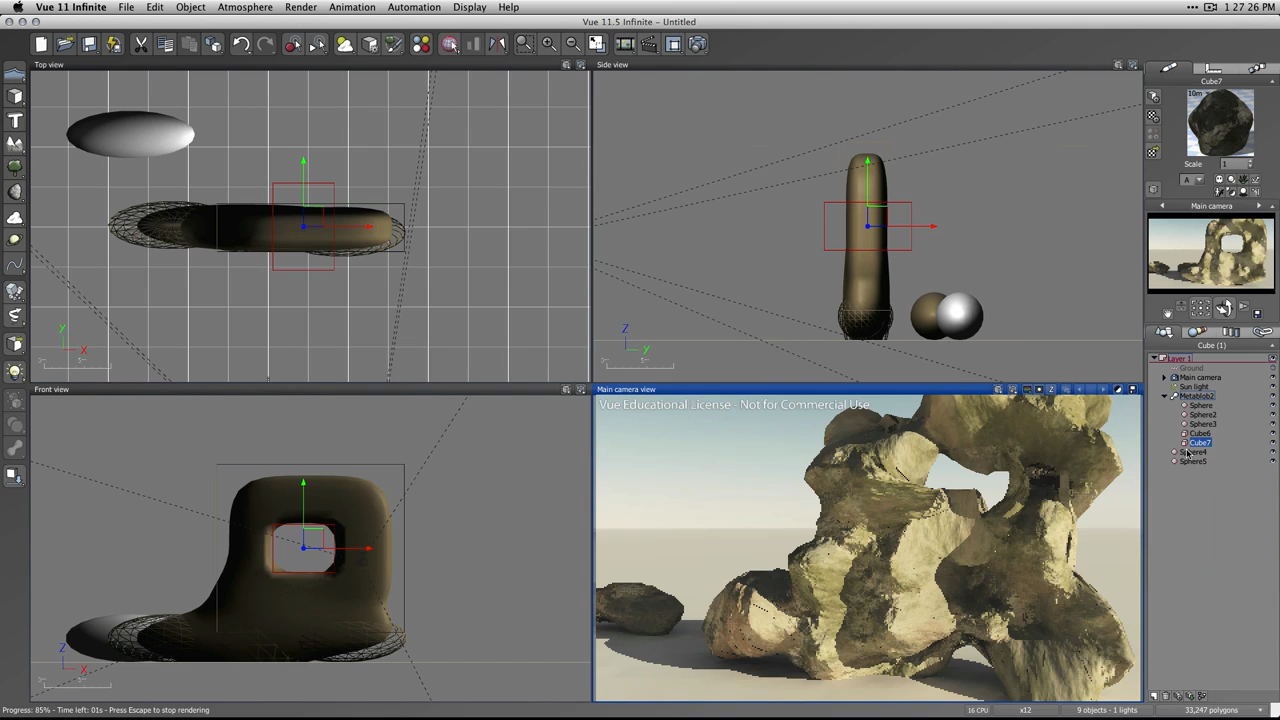 Vue 11 Infinite File Edit Object Atmosphere Render Animation Automation Display Help 1 27 26 PM
Vue 11.5 Infinite - Untitled
Top view
Side view
Cube7
10m
Scale 1
A
Main camera
y
X
Z
y
Cube (1)
Layer 1
Ground
Main camera
Sun light
Metablob2
Sphere
Sphere2
Sphere3
Cube6
Cube7
Sphere4
Sphere5
Front view
Main camera view
Vue Educational License - Not for Commercial Use
Z
X
Progress: 85% - Time left: 01s - Press Escape to stop rendering
16 CPU
x12
9 objects - 1 lights
33,247 polygons